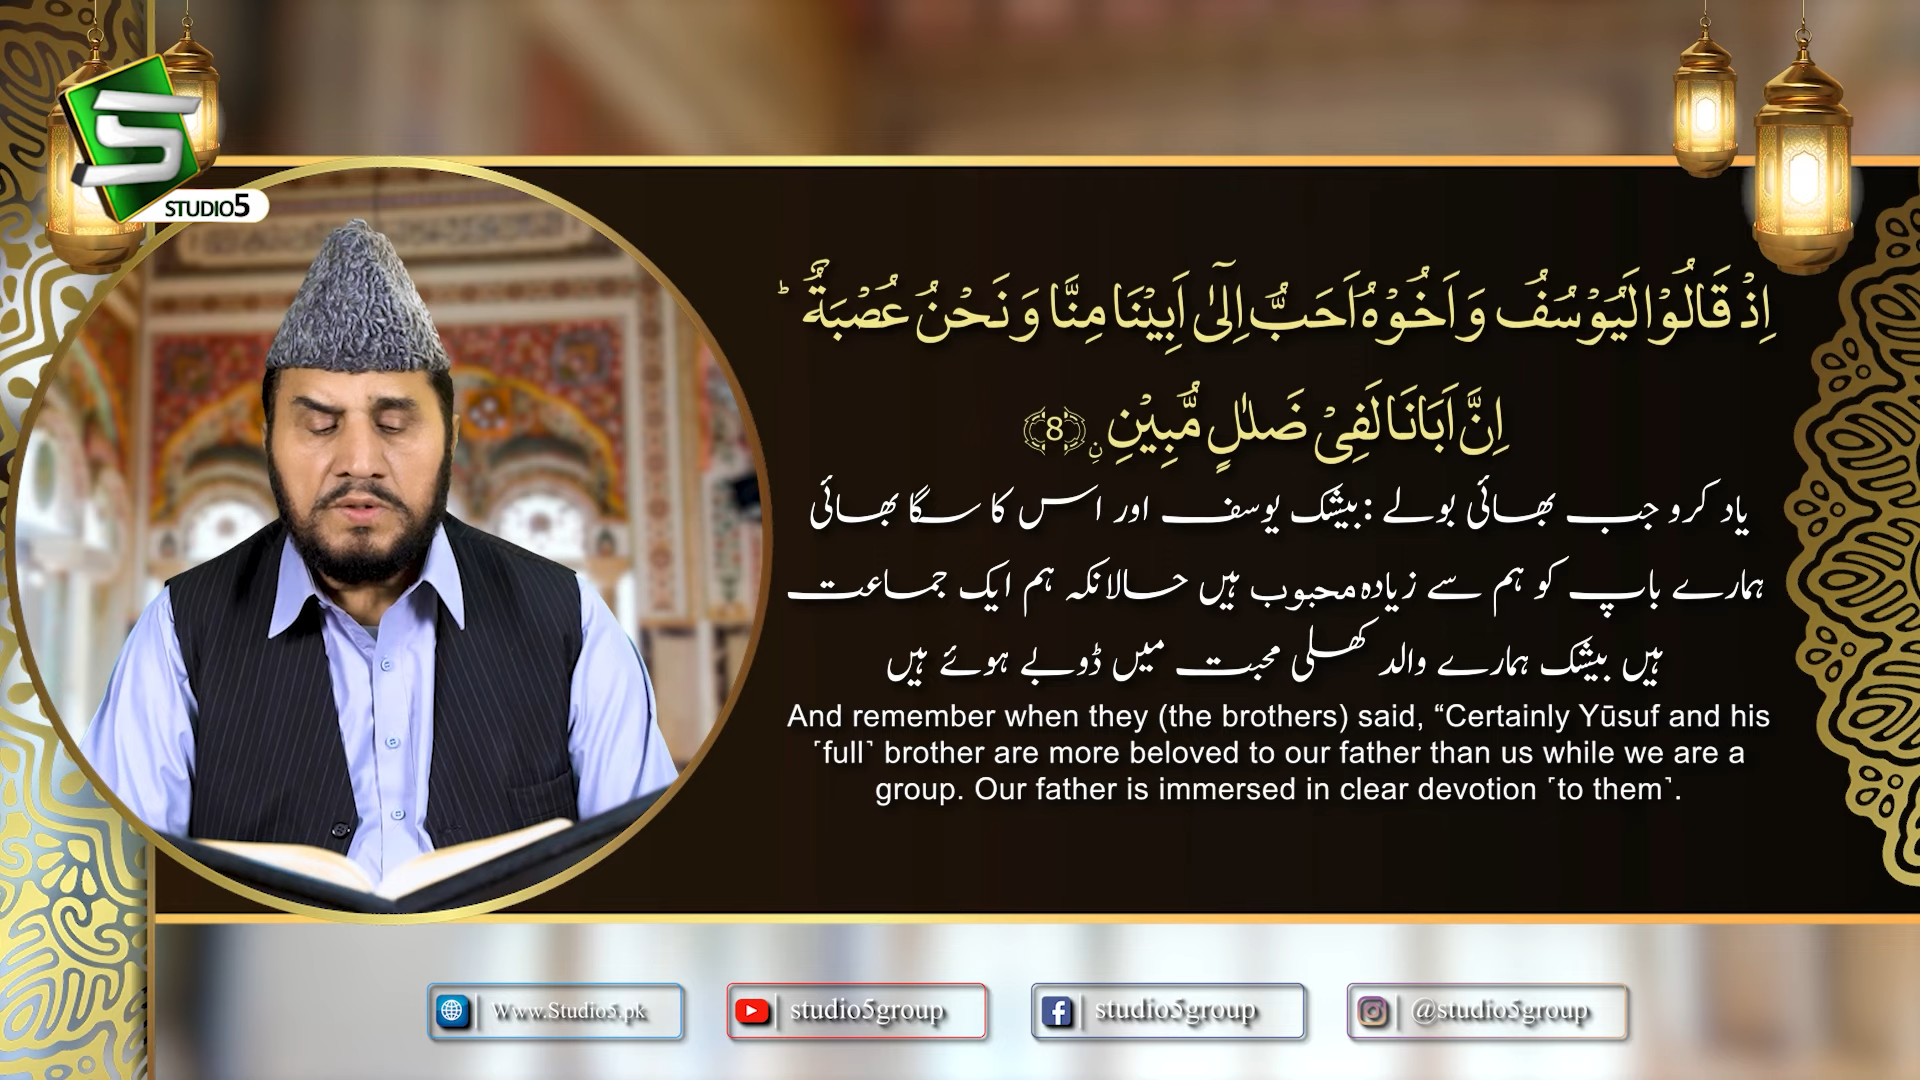 STUDIO5
اِذْ قَالُوْا لَیُوْسُفُ وَ اَخُوْهُ اَحَبُّ اِلٰۤى اَبِیْنَا مِنَّا وَ نَحْنُ عُصْبَةٌؕ
اِنَّ اَبَانَا لَفِیْ ضَلٰلٍ مُّبِیْنِﰳ ﴿8﴾
یاد کرو جب بھائی بولے :بیشک یوسف اور اس کا سگا بھائی
ہمارے باپ کو ہم سے زیادہ محبوب ہیں حالانکہ ہم ایک جماعت
ہیں بیشک ہمارے والد کھلی محبت میں ڈوبے ہوئے ہیں
And remember when they (the brothers) said, “Certainly Yūsuf and his
˹full˺ brother are more beloved to our father than us while we are a
group. Our father is immersed in clear devotion ˹to them˺.
Www.Studio5.pk
studio5group
studio5group
@studio5group